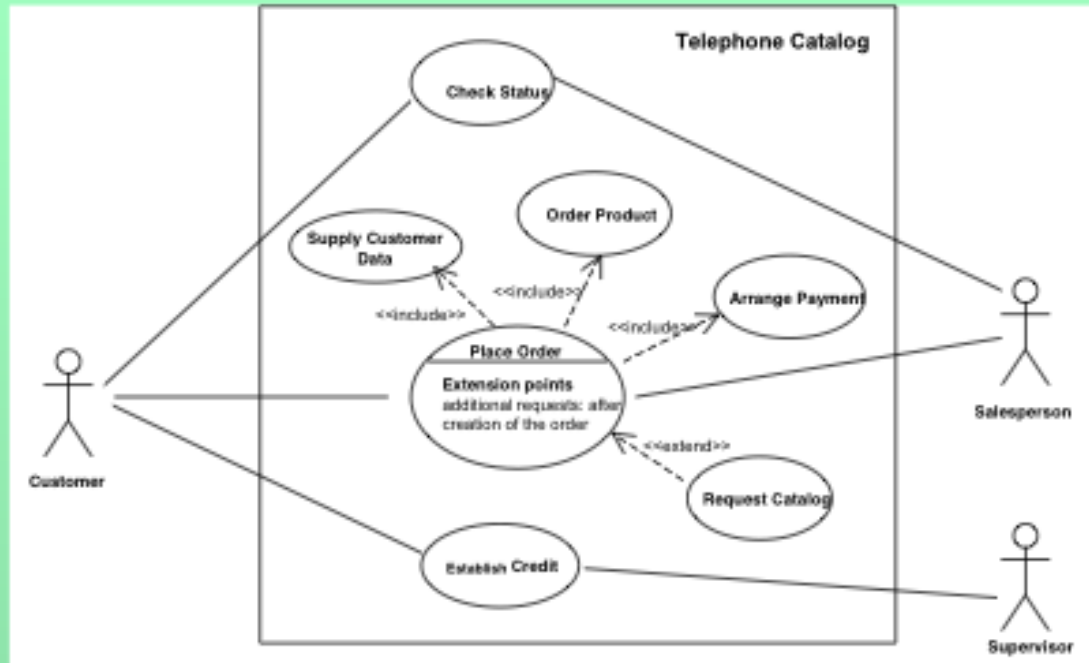 Telephone Catalog
Check Status
Order Product
Supply Customer
Data
Arrange Payment
<<include>>
<<include>>
<<include>>
Place Order
Extension points
additional requests: after
creation of the order
Salesperson
<<extend>>
Customer
Request Catalog
Establish Credit
Supervisor